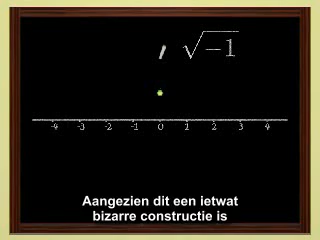 , √−1
-4 -3 -2 -1 0 1 2 3 4
Aangezien dit een ietwat
bizarre constructie is